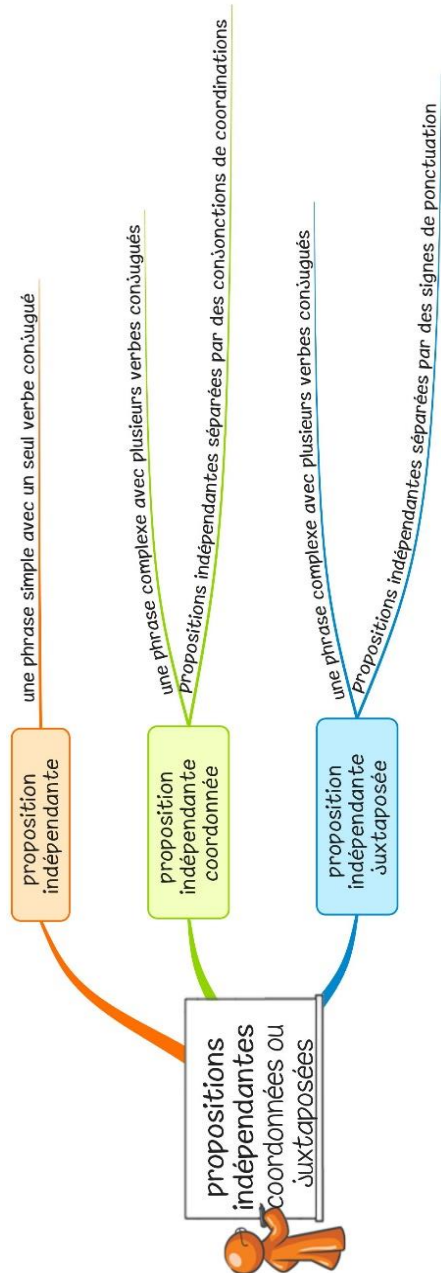 propositions
indépendantes
coordonnées ou
juxtaposées
proposition
indépendante
une phrase simple avec un seul verbe conjugué
proposition
indépendante
coordonnée
une phrase complexe avec plusieurs verbes conjugués
Propositions indépendantes séparées par des conjonctions de coordinations
proposition
indépendante
juxtaposée
une phrase complexe avec plusieurs verbes conjugués
Propositions indépendantes séparées par des signes de ponctuation